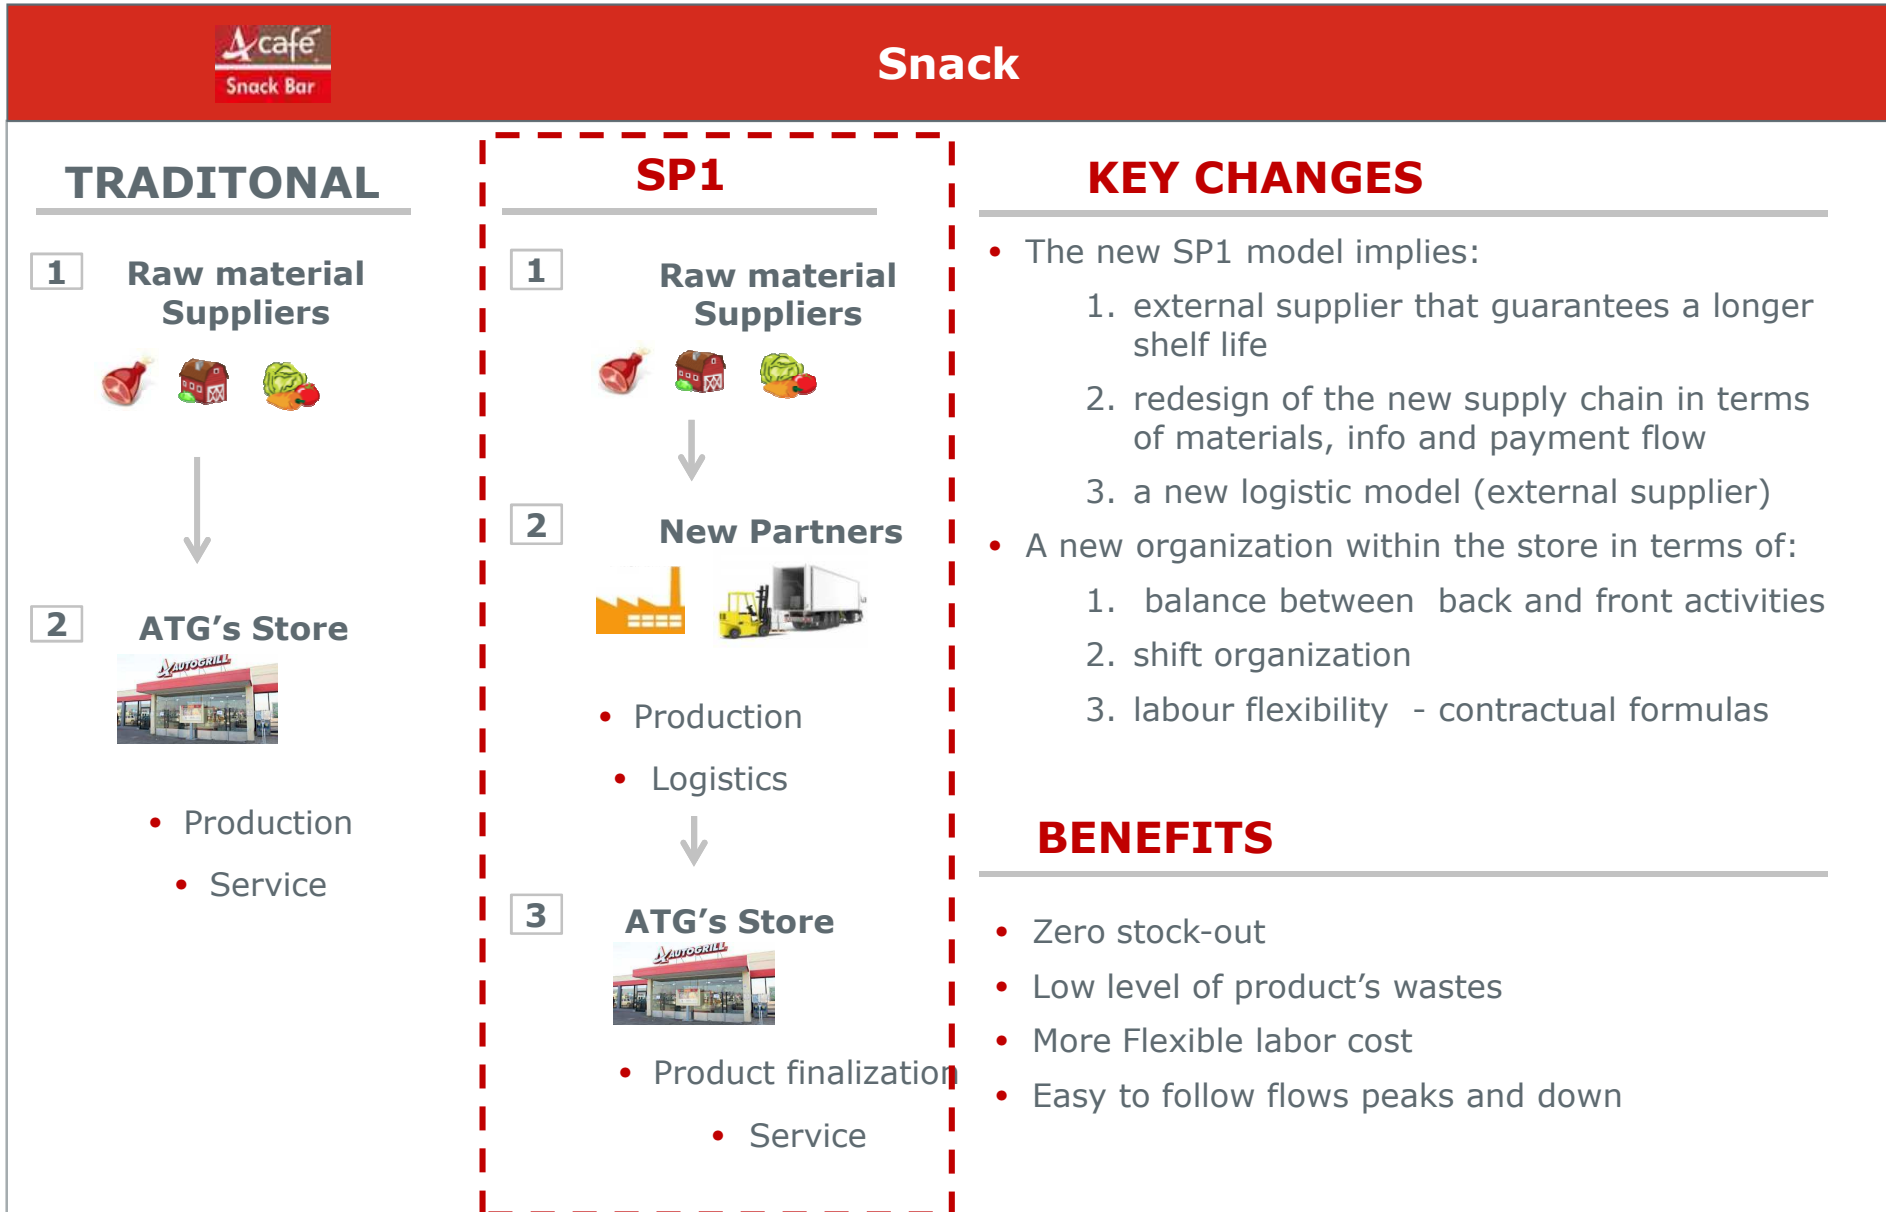 Acafé
Snack Bar
Snack
TRADITONAL
1
Raw material
Suppliers
2
ATG’s Store
AUTOGRILL
• Production
• Service
SP1
1
Raw material
Suppliers
2
New Partners
• Production
• Logistics
3
ATG’s Store
AUTOGRILL
• Product finalization
• Service
KEY CHANGES
• The new SP1 model implies:
1. external supplier that guarantees a longer
shelf life
2. redesign of the new supply chain in terms
of materials, info and payment flow
3. a new logistic model (external supplier)
• A new organization within the store in terms of:
1. balance between back and front activities
2. shift organization
3. labour flexibility - contractual formulas
BENEFITS
• Zero stock-out
• Low level of product’s wastes
• More Flexible labor cost
• Easy to follow flows peaks and down